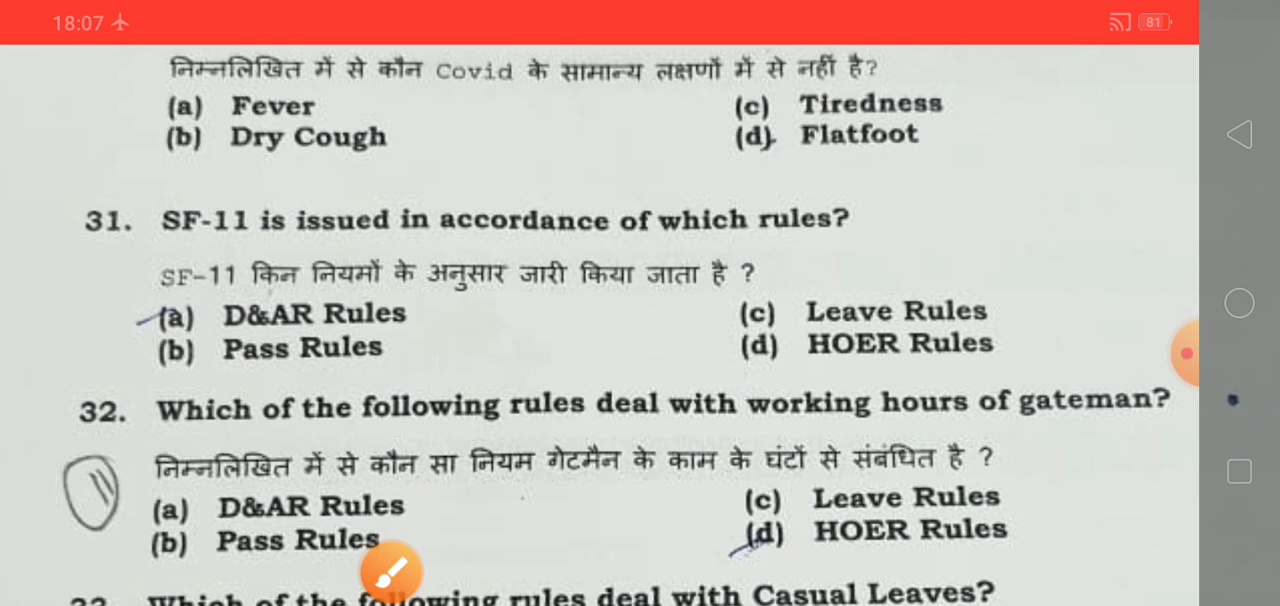 18:07
81
निम्नलिखित में से कौन Covid के सामान्य लक्षणों में से नहीं है?
(a) Fever
(c) Tiredness
(b) Dry Cough
(d) Flatfoot
31. SF-11 is issued in accordance of which rules?
SF-11 किन नियमों के अनुसार जारी किया जाता है ?
(a) D&AR Rules
(c) Leave Rules
(b) Pass Rules
(d) HOER Rules
32. Which of the following rules deal with working hours of gateman?
निम्नलिखित में से कौन सा नियम गेटमैन के काम के घंटों से संबंधित है ?
(a) D&AR Rules
(c) Leave Rules
(b) Pass Rules
(d) HOER Rules
33. Which of the following rules deal with Casual Leaves?